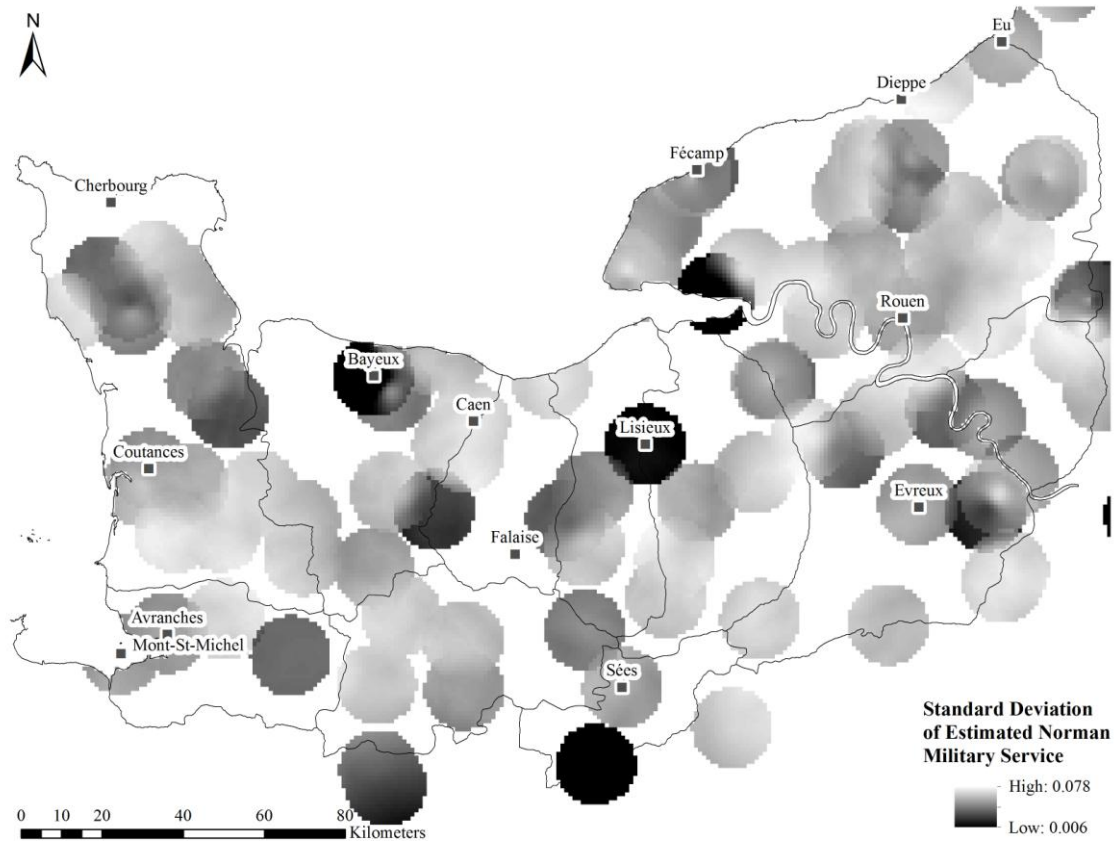 N
Eu
Dieppe
Fécamp
Cherbourg
Rouen
Bayeux
Caen
Lisieux
Coutances
Evreux
Falaise
Avranches
Mont-St-Michel
Sées
Standard Deviation
of Estimated Norman
Military Service
High: 0.078
Low: 0.006
0 10 20 40 60 80
Kilometers